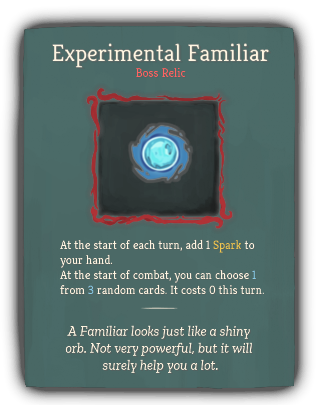 Experimental Familiar
Boss Relic
At the start of each turn, add 1 Spark to
your hand.
At the start of combat, you can choose 1
from 3 random cards. It costs 0 this turn.
A Familiar looks just like a shiny
orb. Not very powerful, but it will
surely help you a lot.